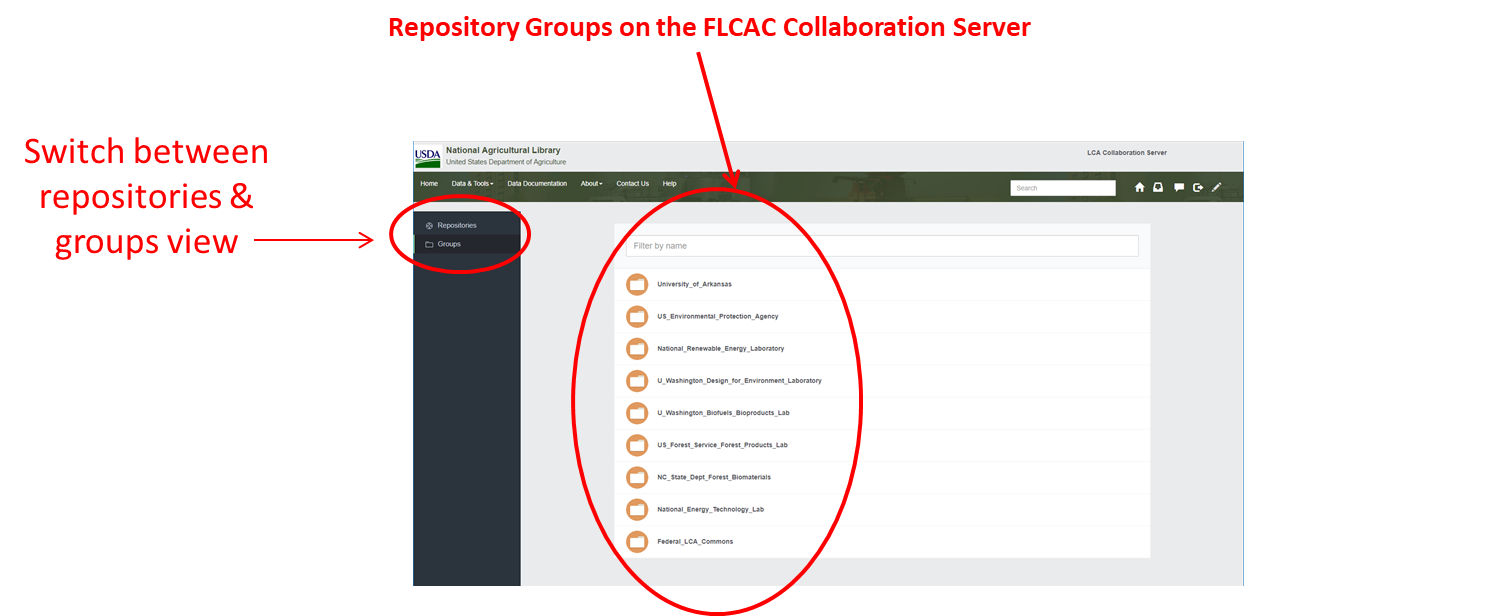 Repository Groups on the FLCAC Collaboration Server
Switch between
repositories &
groups view
USDA
National Agricultural Library
United States Department of Agriculture
LCA Collaboration Server
Home Data & Tools Data Documentation About Contact Us Help Search
Repositories
Groups
Filter by name
University_of_Arkansas
US_Environmental_Protection_Agency
National_Renewable_Energy_Laboratory
U_Washington_Design_for_Environment_Laboratory
U_Washington_Biofuels_Bioproducts_Lab
US_Forest_Service_Forest_Products_Lab
NC_State_Dept_Forest_Biomaterials
National_Energy_Technology_Lab
Federal_LCA_Commons